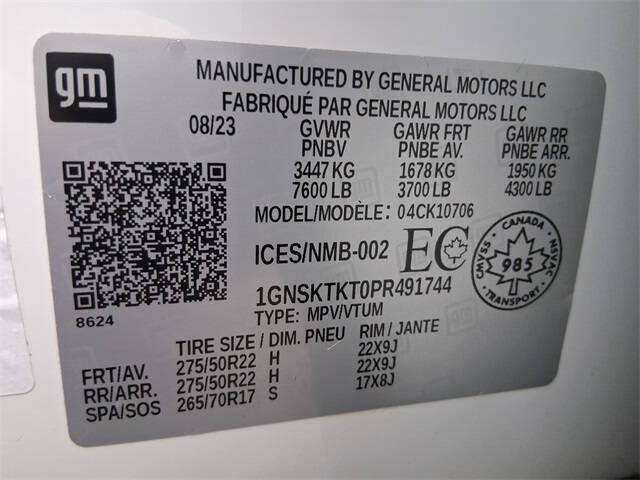 gm
MANUFACTURED BY GENERAL MOTORS LLC
FABRIQUÉ PAR GENERAL MOTORS LLC
08/23 GVWR GAWR FRT GAWR RR
PNBV PNBE AV. PNBE ARR.
3447 KG 1678 KG 1950 KG
7600 LB 3700 LB 4300 LB
MODEL/MODÈLE: 04CK10706
ICES/NMB-002 EC
CANADA
CMVSS 985 NSVAC
TRANSPORT
1GNSKTKT0PR491744
8624
TYPE: MPV/VTUM
TIRE SIZE / DIM. PNEU RIM / JANTE
FRT/AV. 275/50R22 H 22X9J
RR/ARR. 275/50R22 H 22X9J
SPA/SOS 265/70R17 S 17X8J